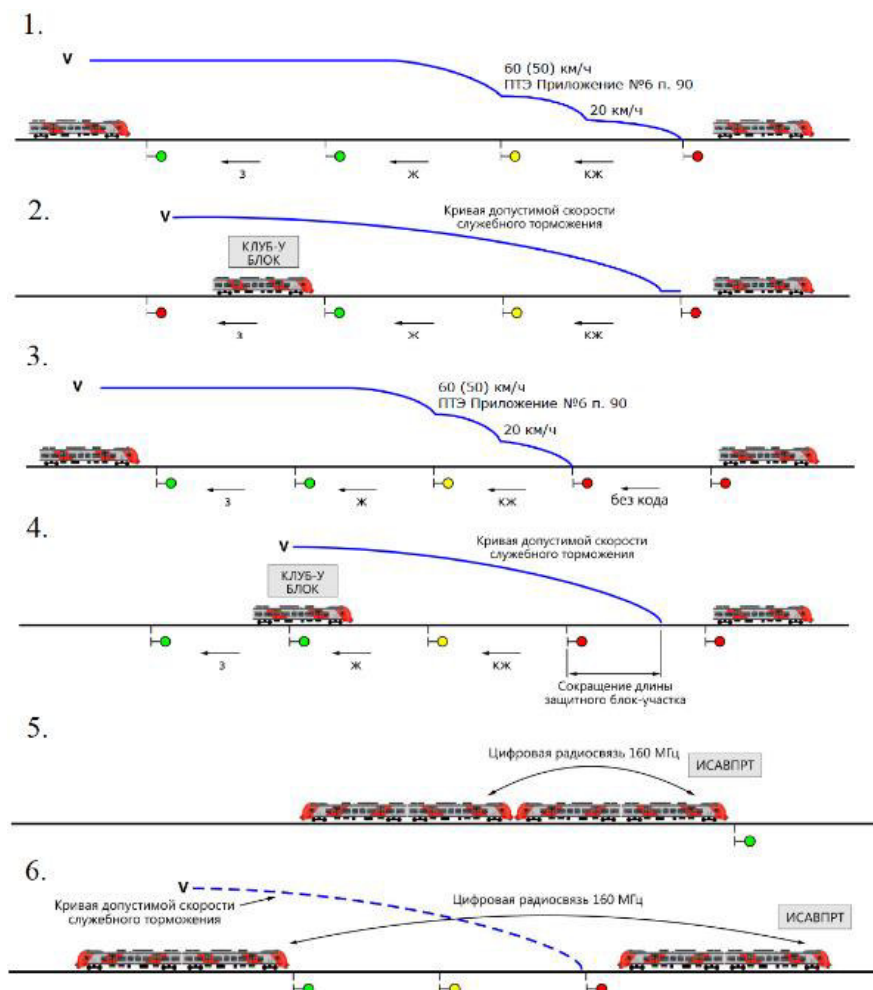 1.
V
60 (50) км/ч
ПТЭ Приложение №6 п. 90
20 км/ч
З
Ж
КЖ
2.
V
Кривая допустимой скорости
служебного торможения
КЛУБ-У
БЛОК
З
Ж
КЖ
3.
V
60 (50) км/ч
ПТЭ Приложение №6 п. 90
20 км/ч
З
Ж
КЖ
без кода
4.
V
Кривая допустимой скорости
служебного торможения
КЛУБ-У
БЛОК
З
Ж
КЖ
Сокращение длины
защитного блок-участка
5.
Цифровая радиосвязь 160 МГц
ИСАВПРТ
6.
V
Кривая допустимой скорости
служебного торможения
Цифровая радиосвязь 160 МГц
ИСАВПРТ